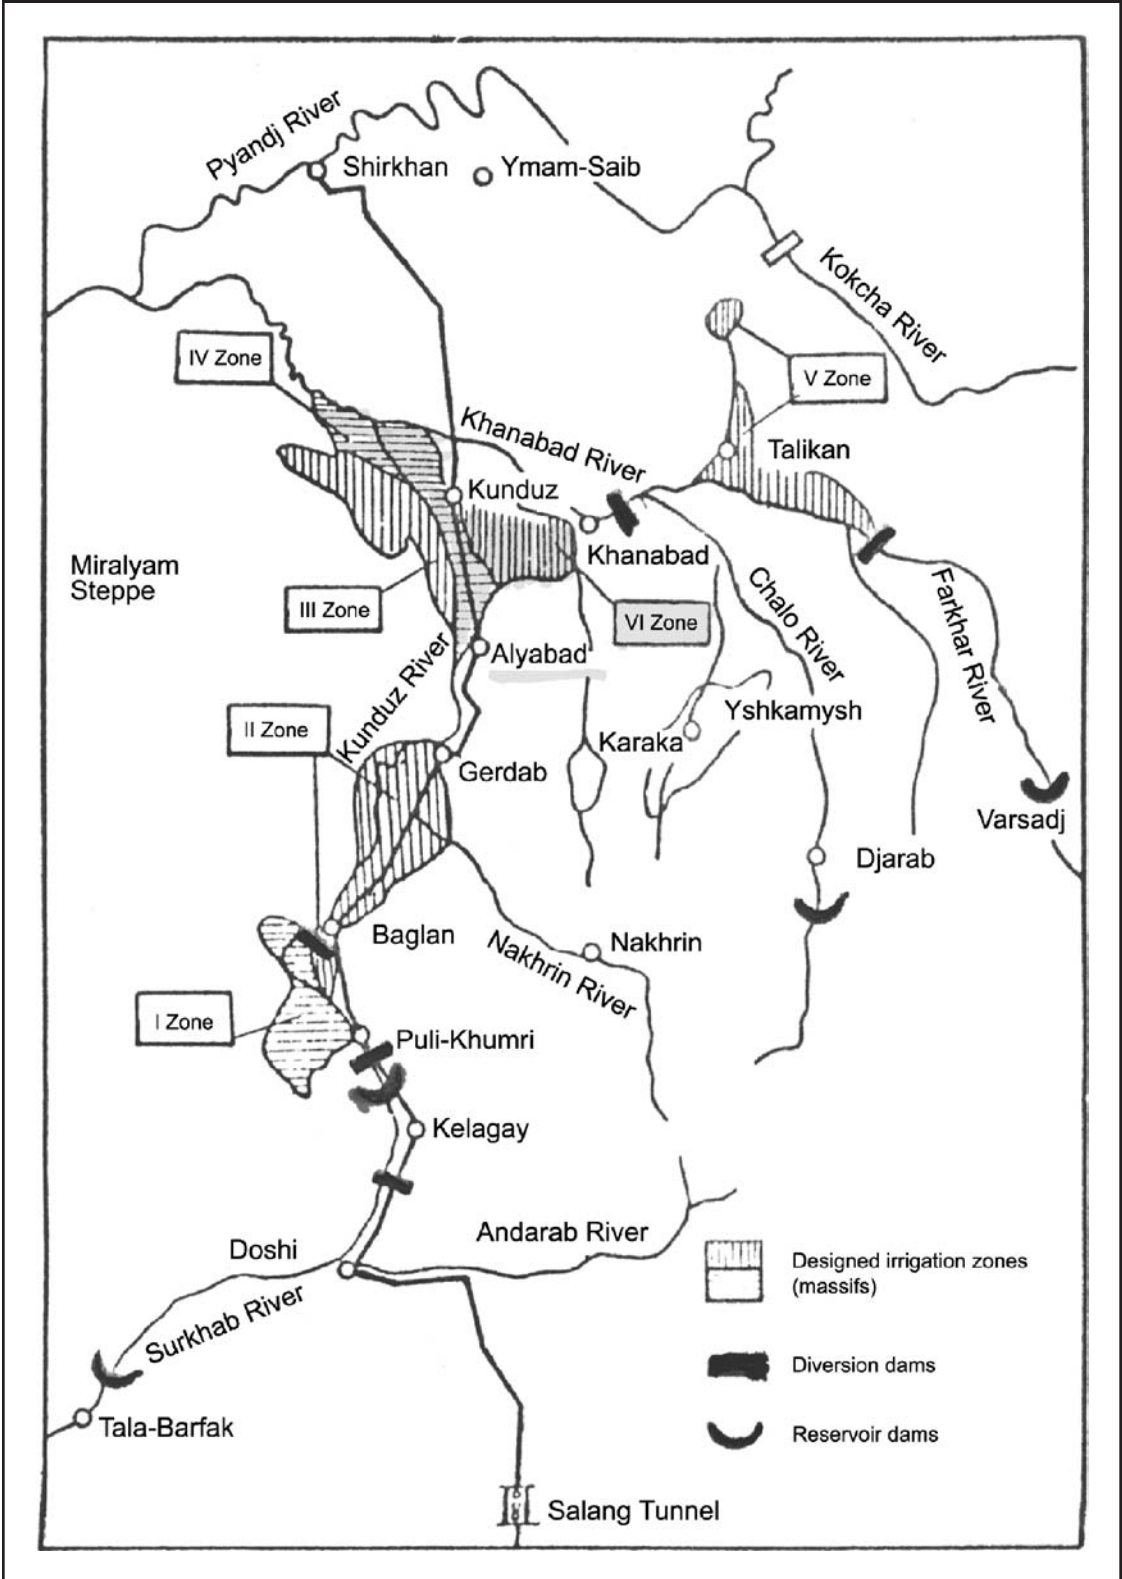 Pyandj River
Shirkhan
Ymam-Saib
Kokcha River
IV Zone
V Zone
Khanabad River
Talikan
Kunduz
Khanabad
Miralyam
Steppe
III Zone
VI Zone
Chalo River
Farkhar River
Alyabad
Kunduz River
II Zone
Yshkamysh
Karaka
Gerdab
Varsadj
Djarab
Baglan
Nakhrin River
Nakhrin
I Zone
Puli-Khumri
Kelagay
Andarab River
Doshi
Surkhab River
Designed irrigation zones
(massifs)
Diversion dams
Tala-Barfak
Reservoir dams
Salang Tunnel